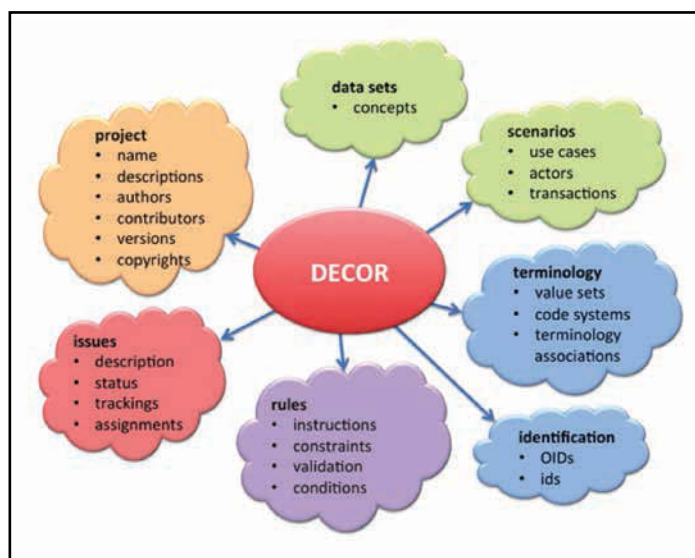 data sets
• concepts
project
• name
• descriptions
• authors
• contributors
• versions
• copyrights
scenarios
• use cases
• actors
• transactions
DECOR
terminology
• value sets
• code systems
• terminology
associations
issues
• description
• status
• trackings
• assignments
rules
• instructions
• constraints
• validation
• conditions
identification
• OIDs
• ids